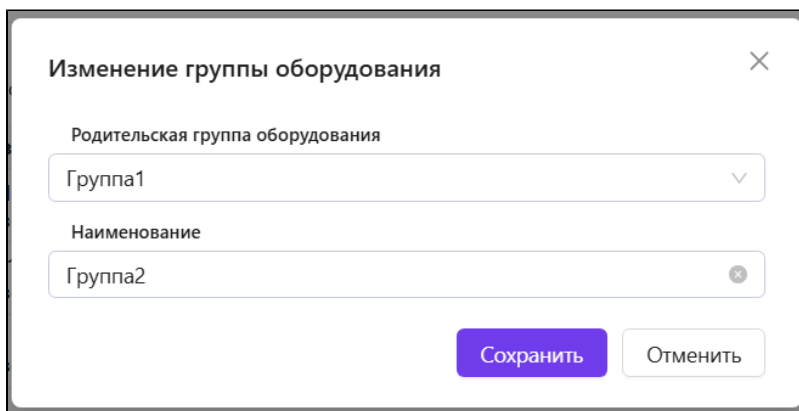 Изменение группы оборудования
Родительская группа оборудования
Группа1
Наименование
Группа2
Сохранить
Отменить